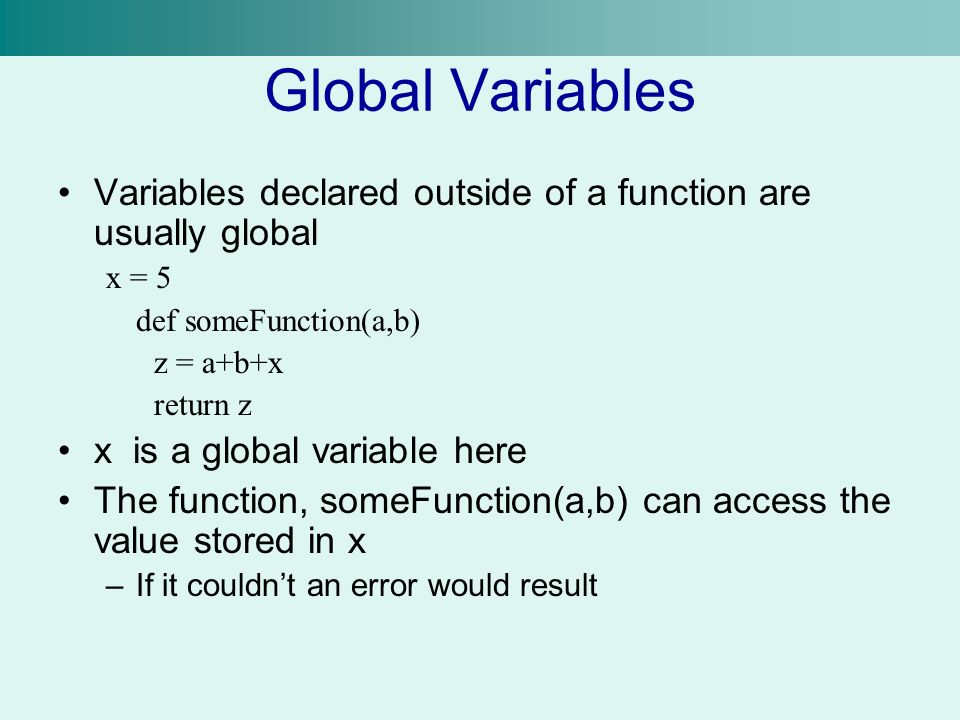 Global Variables
• Variables declared outside of a function are
usually global
x = 5
def someFunction(a,b)
z = a+b+x
return z
• x is a global variable here
• The function, someFunction(a,b) can access the
value stored in x
–If it couldn’t an error would result